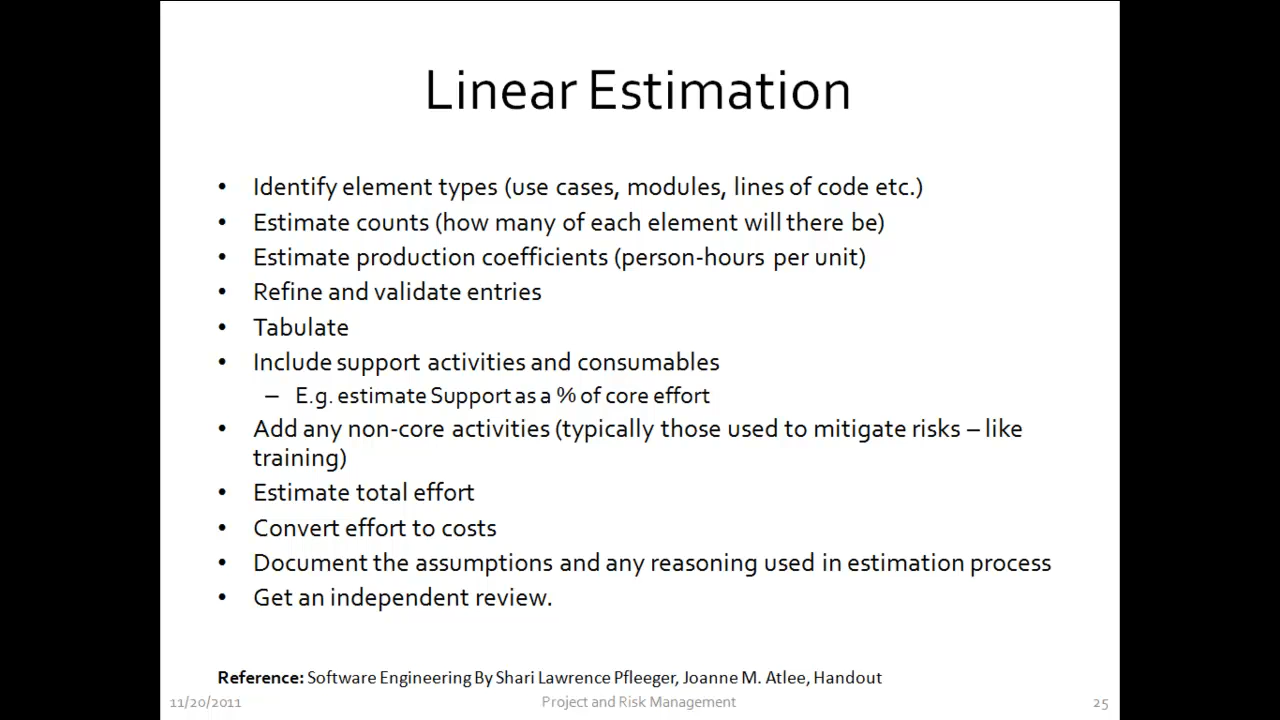 Linear Estimation
• Identify element types (use cases, modules, lines of code etc.)
• Estimate counts (how many of each element will there be)
• Estimate production coefficients (person-hours per unit)
• Refine and validate entries
• Tabulate
• Include support activities and consumables
– E.g. estimate Support as a % of core effort
• Add any non-core activities (typically those used to mitigate risks – like
training)
• Estimate total effort
• Convert effort to costs
• Document the assumptions and any reasoning used in estimation process
• Get an independent review.
Reference: Software Engineering By Shari Lawrence Pfleeger, Joanne M. Atlee, Handout
11/20/2011 Project and Risk Management 25